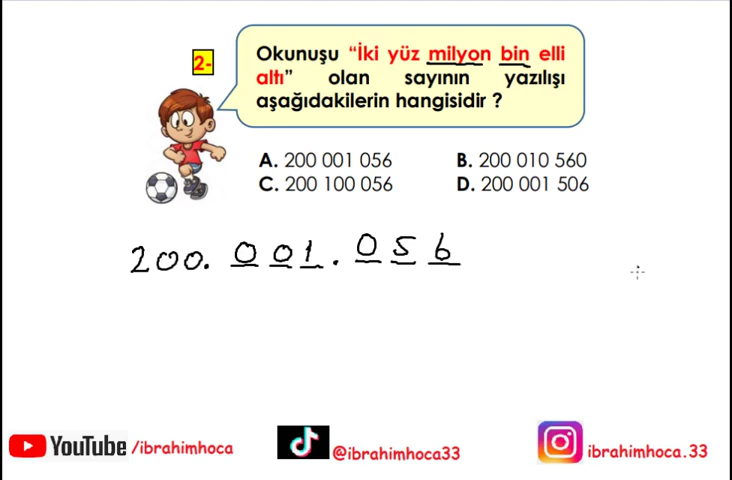 2-
Okunuşu “İki yüz milyon bin elli
altı” olan sayının yazılışı
aşağıdakilerin hangisidir ?
A. 200 001 056 B. 200 010 560
C. 200 100 056 D. 200 001 506
200. 001. 056
YouTube /ibrahimhoca @ibrahimhoca33 ibrahimhoca.33